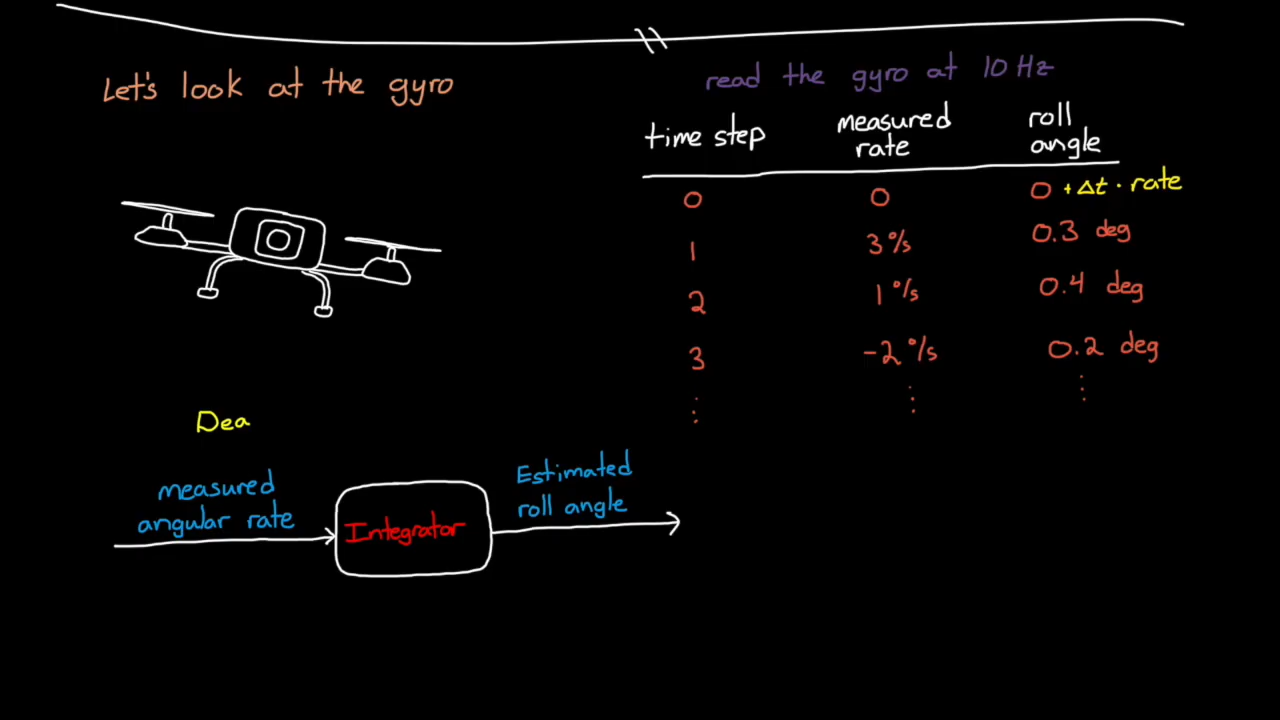 Let's look at the gyro
read the gyro at 10 Hz
time step measured rate roll angle
0 0 0 + Δt · rate
1 3 °/s 0.3 deg
2 1 °/s 0.4 deg
3 -2 °/s 0.2 deg
⋮ ⋮ ⋮
Dea
measured
angular rate
Integrator
Estimated
roll angle